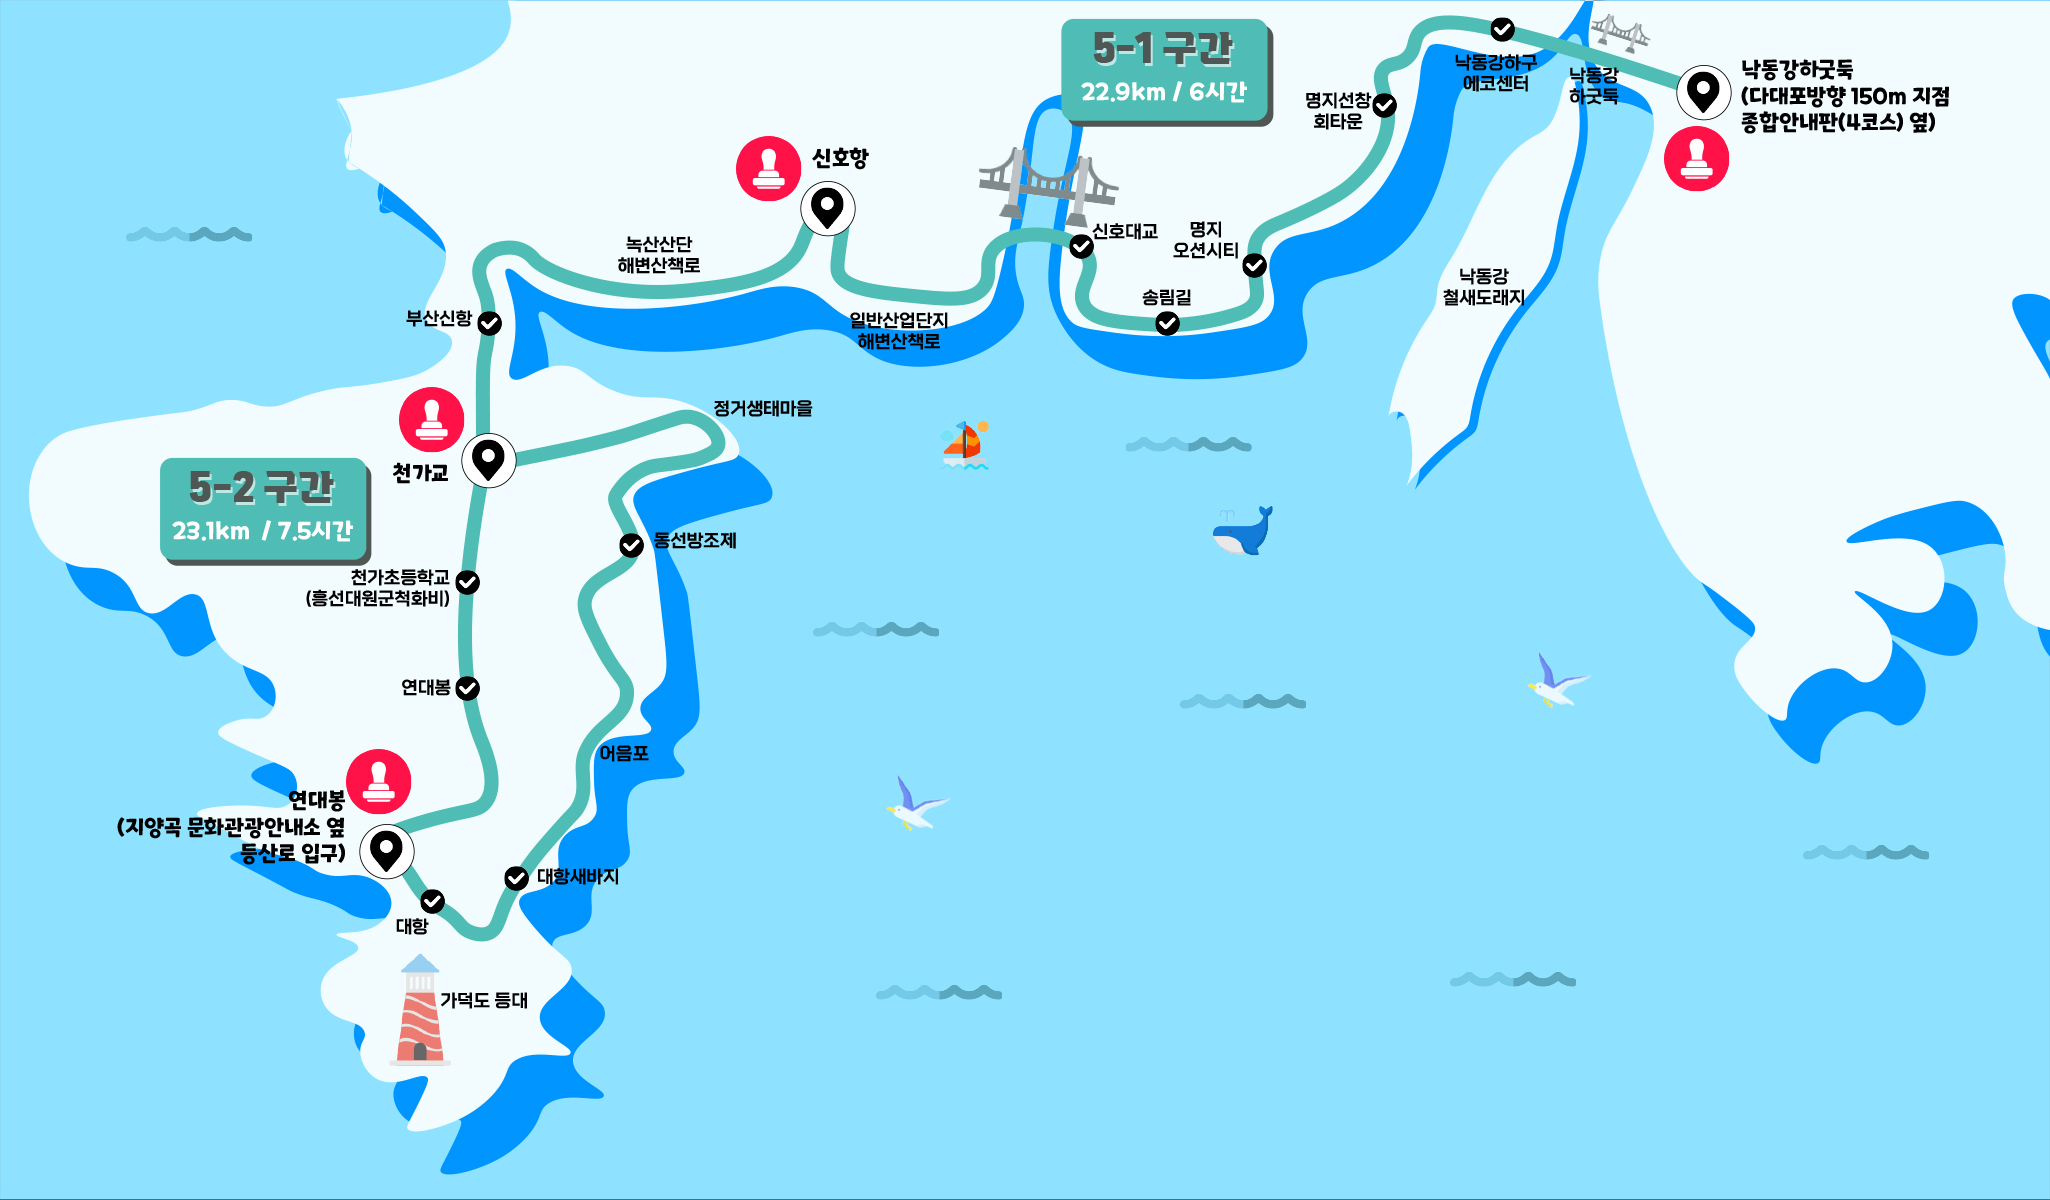 5-1 구간
22.9km / 6시간
낙동강하구
에코센터
낙동강
하굿둑
낙동강하굿둑
(다대포방향 150m 지점
종합안내판(4코스) 옆)
명지선창
회타운
신호항
신호대교
명지
오션시티
녹산산단
해변산책로
낙동강
철새도래지
송림길
부산신항
일반산업단지
해변산책로
정거생태마을
천가교
5-2 구간
23.1km / 7.5시간
동선방조제
천가초등학교
(흥선대원군척화비)
연대봉
어음포
연대봉
(지양곡 문화관광안내소 옆
등산로 입구)
대항새바지
대항
가덕도 등대